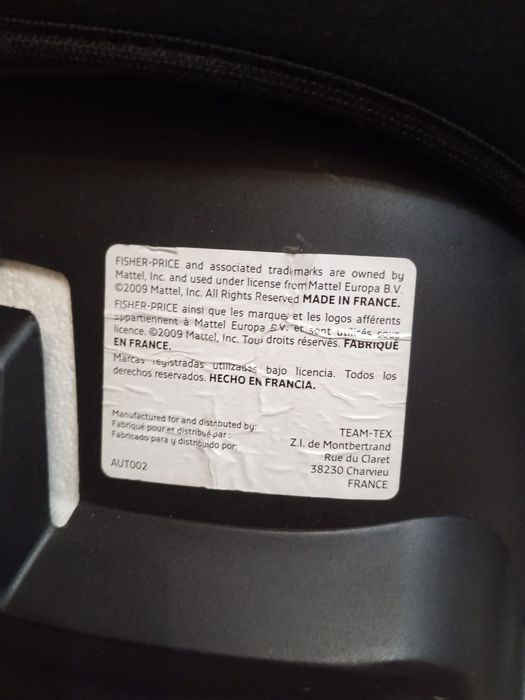 FISHER-PRICE and associated trademarks are owned by
Mattel, Inc. and used under license from Mattel Europa B.V.
©2009 Mattel, Inc. All Rights Reserved MADE IN FRANCE.
FISHER-PRICE ainsi que les marques et les logos afférents
appartiennent à Mattel Europa B.V. et sont utilisés sous
licence. ©2009 Mattel, Inc. Tous droits réservés. FABRIQUÉ
EN FRANCE.
Marcas registradas utilizadas bajo licencia. Todos los
derechos reservados. HECHO EN FRANCIA.
Manufactured for and distributed by:
Fabriqué pour et distribué par :
Fabricado para y distribuido por:
AUT002
TEAM-TEX
Z.I. de Montbertrand
Rue du Claret
38230 Charvieu
FRANCE